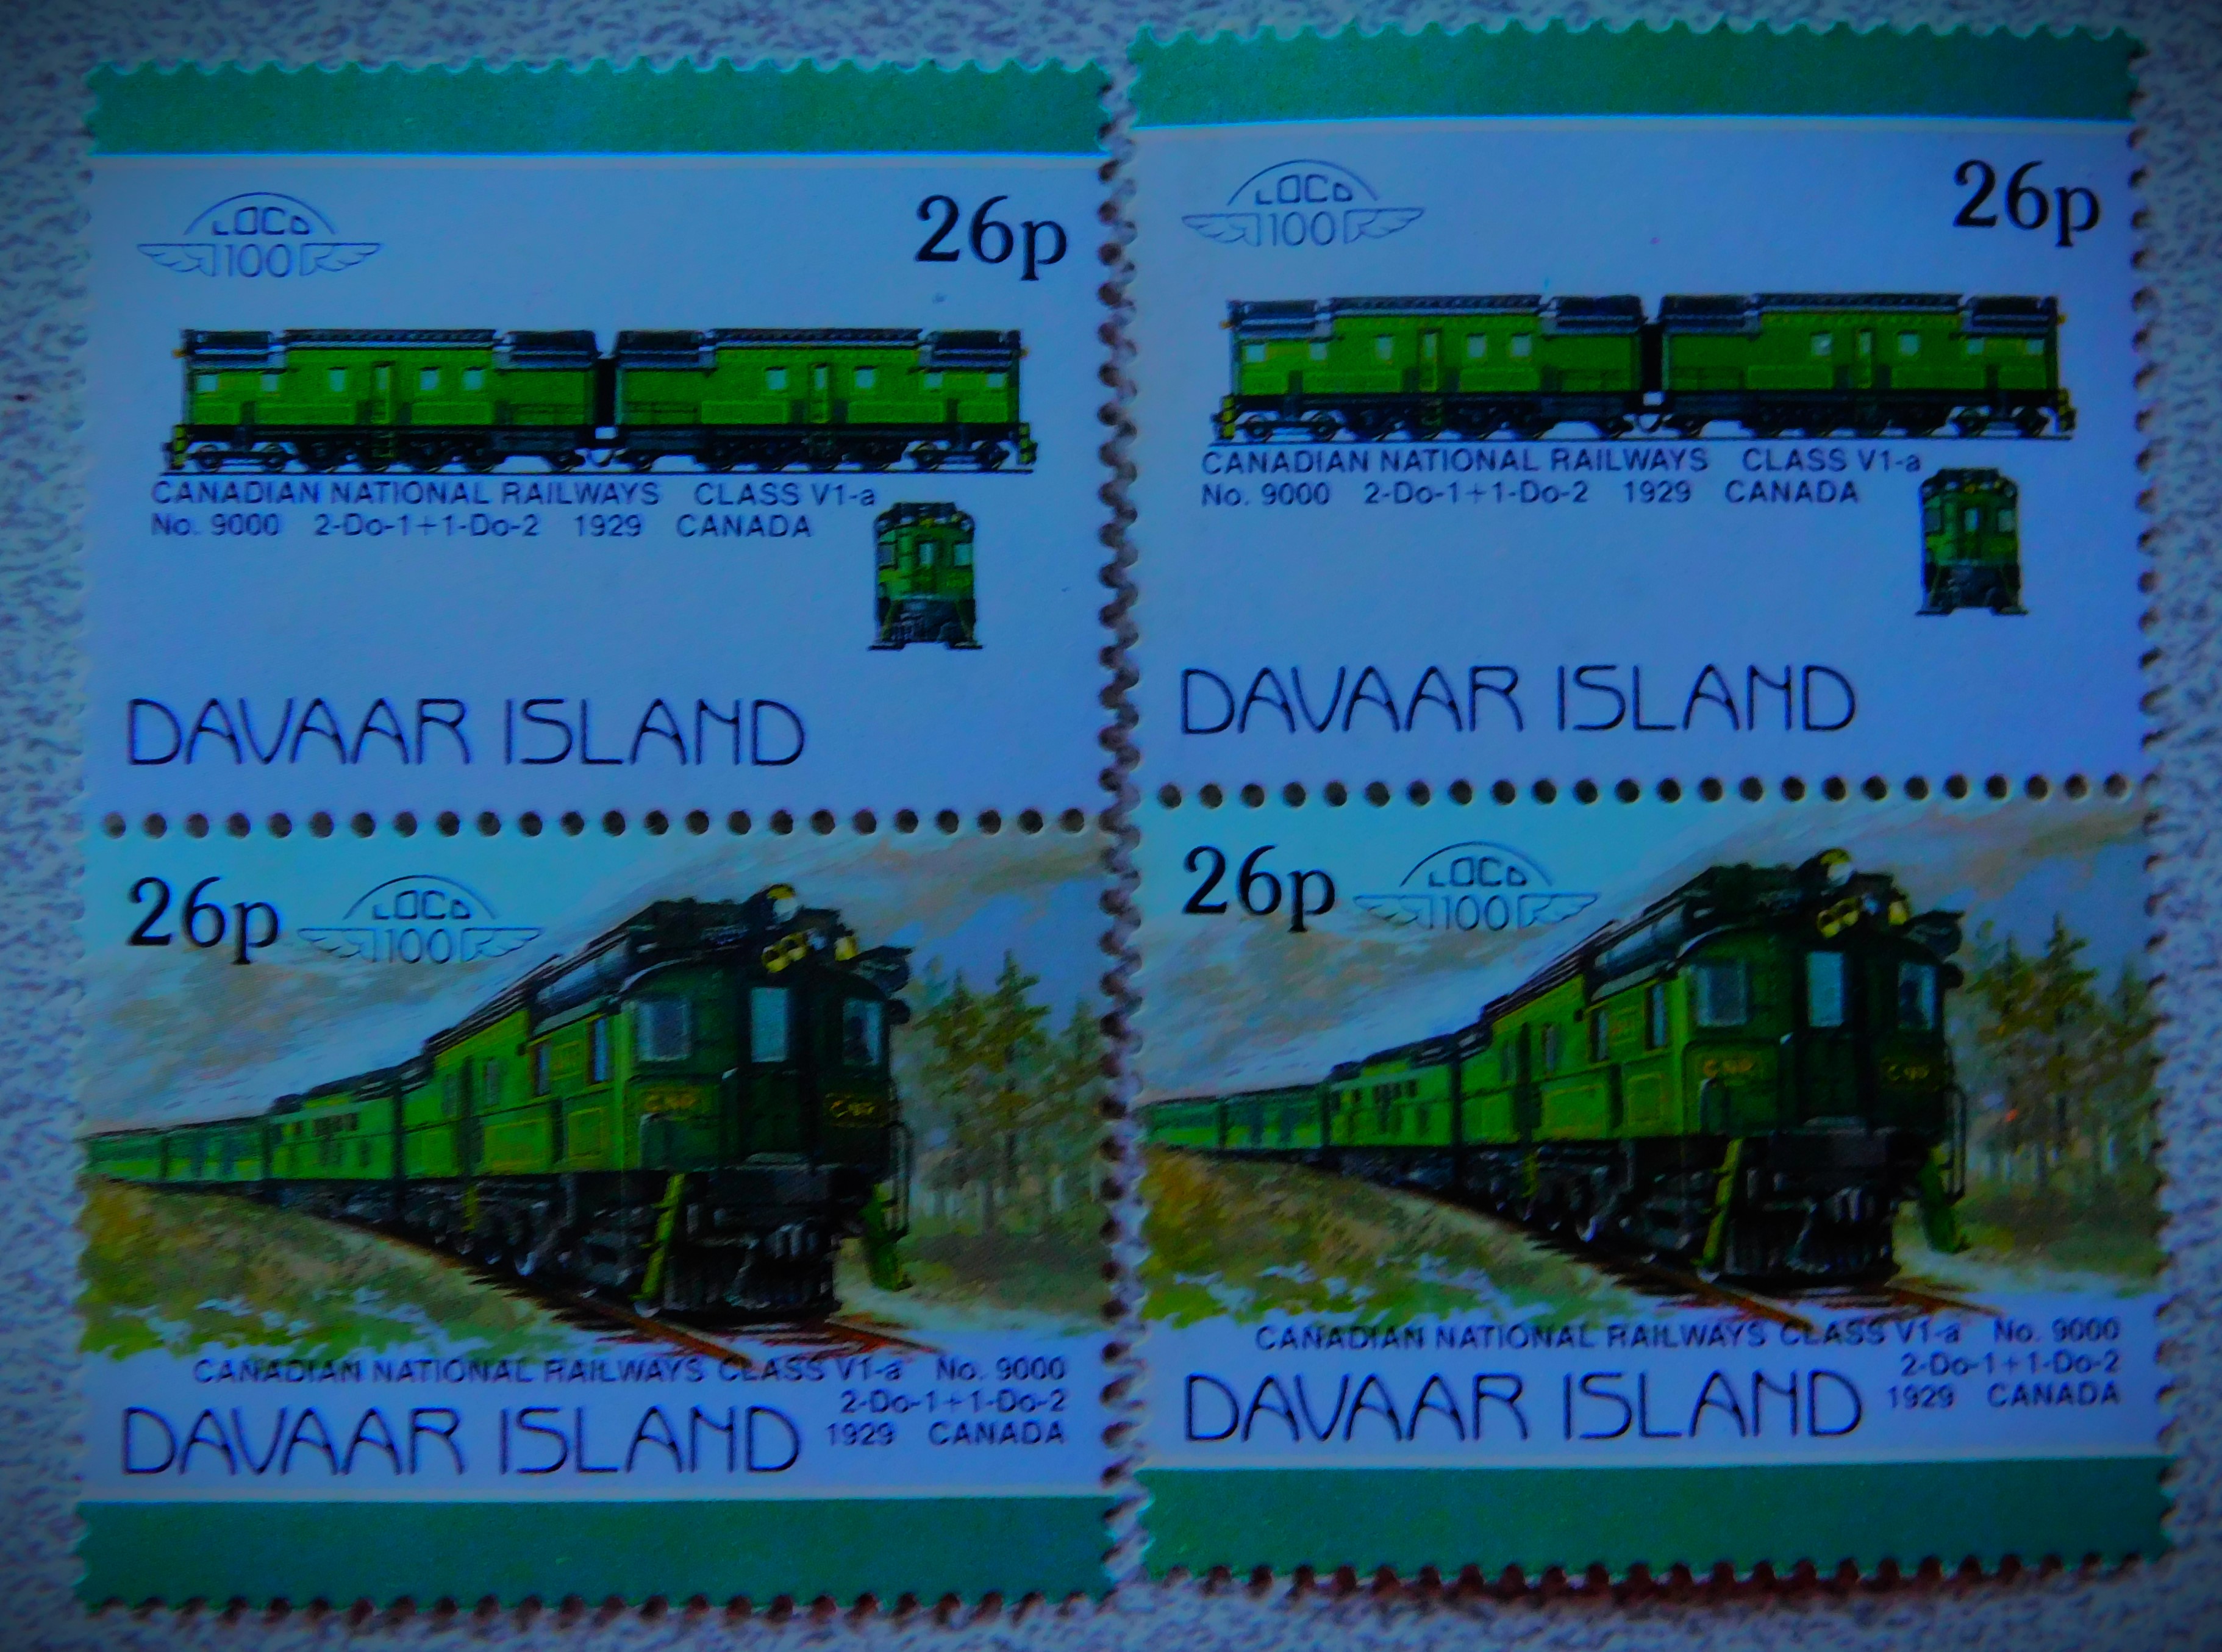 LOCO
100
26p
CANADIAN NATIONAL RAILWAYS CLASS V1-a
No. 9000 2-Do-1+1-Do-2 1929 CANADA
DAVAAR ISLAND
26p
LOCO
100
CNR
CNR
CANADIAN NATIONAL RAILWAYS CLASS V1-a No. 9000
2-Do-1+1-Do-2
DAVAAR ISLAND 1929 CANADA
LOCO
100
26p
CANADIAN NATIONAL RAILWAYS CLASS V1-a
No. 9000 2-Do-1+1-Do-2 1929 CANADA
DAVAAR ISLAND
26p
LOCO
100
CNR
CNR
CANADIAN NATIONAL RAILWAYS CLASS V1-a No. 9000
2-Do-1+1-Do-2
DAVAAR ISLAND 1929 CANADA